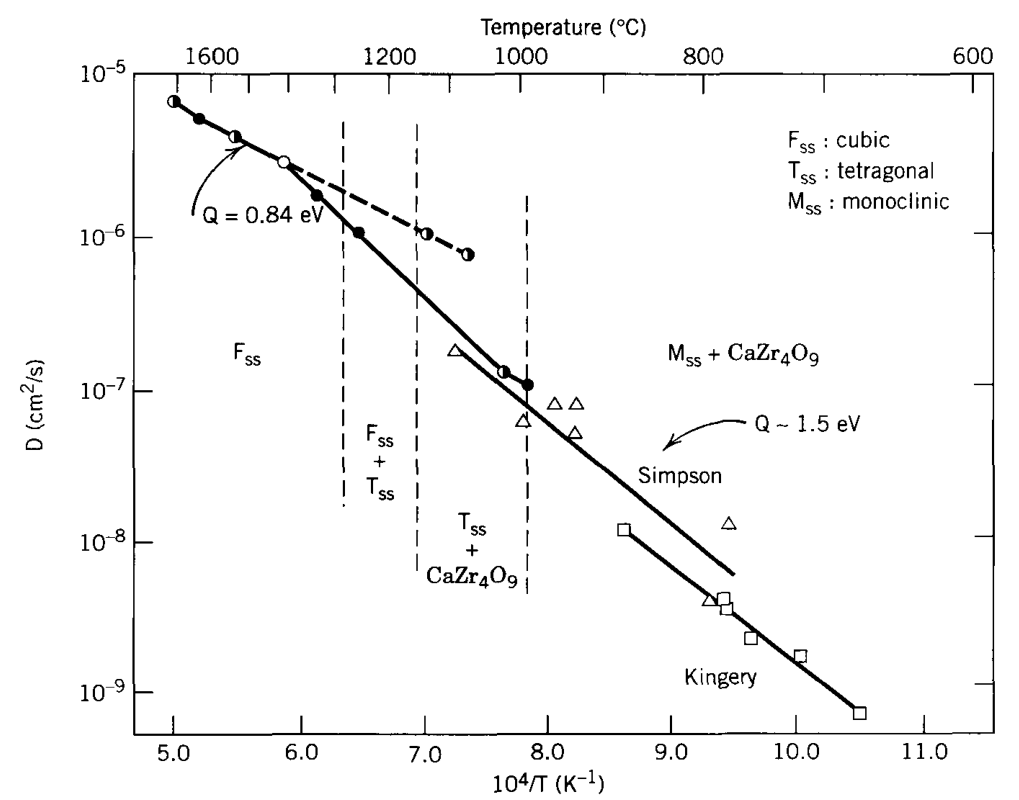 Temperature (°C)
1600 1200 1000 800 600
10⁻⁵
F_ss : cubic
T_ss : tetragonal
M_ss : monoclinic
Q = 0.84 eV
10⁻⁶
F_ss
M_ss + CaZr₄O₉
10⁻⁷
D (cm²/s)
Q ~ 1.5 eV
F_ss
+
T_ss
Simpson
T_ss
+
CaZr₄O₉
10⁻⁸
Kingery
10⁻⁹
5.0 6.0 7.0 8.0 9.0 10.0 11.0
10⁴/T (K⁻¹)